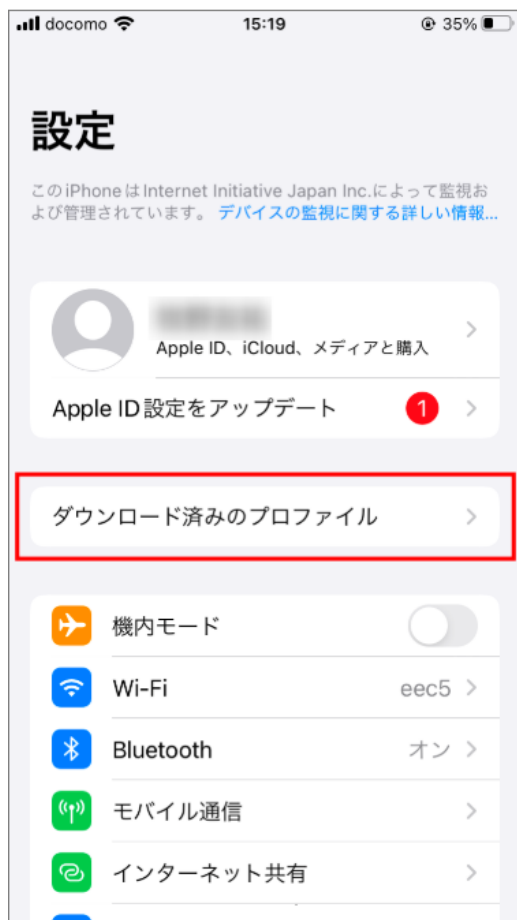 docomo 15:19 35%
設定
このiPhoneはInternet Initiative Japan Inc.によって監視お
よび管理されています。 デバイスの監視に関する詳しい情報...
Apple ID、iCloud、メディアと購入
Apple ID設定をアップデート 1
ダウンロード済みのプロファイル
機内モード
Wi-Fi eec5
Bluetooth オン
モバイル通信
インターネット共有